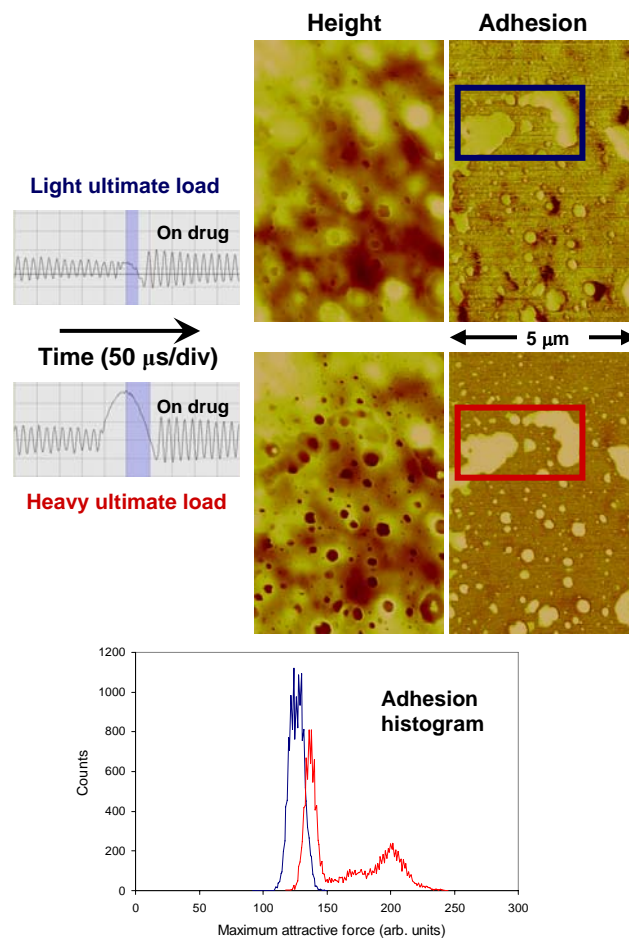 Height
Adhesion
Light ultimate load
On drug
Time (50 μs/div)
5 μm
On drug
Heavy ultimate load
1200
1000
800
600
400
200
0
Counts
Adhesion
histogram
0
50
100
150
200
250
300
Maximum attractive force (arb. units)